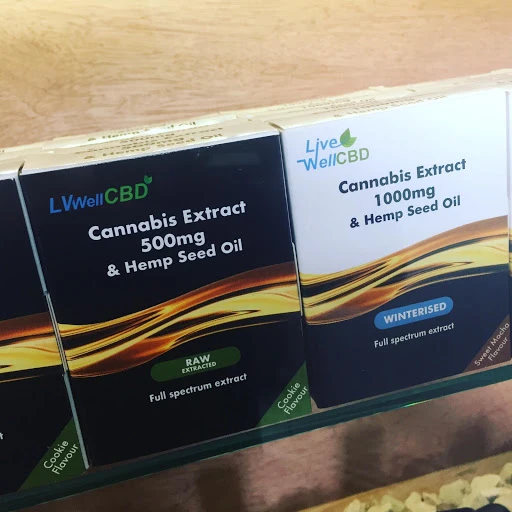 LVWellCBD
Cannabis Extract
500mg
& Hemp Seed Oil
RAW
EXTRACTED
Full spectrum extract
Cookie
Flavour
Live
WellCBD
Cannabis Extract
1000mg
& Hemp Seed Oil
WINTERISED
Full spectrum extract
Sweet Mocha
Flavour
Cookie
Flavour